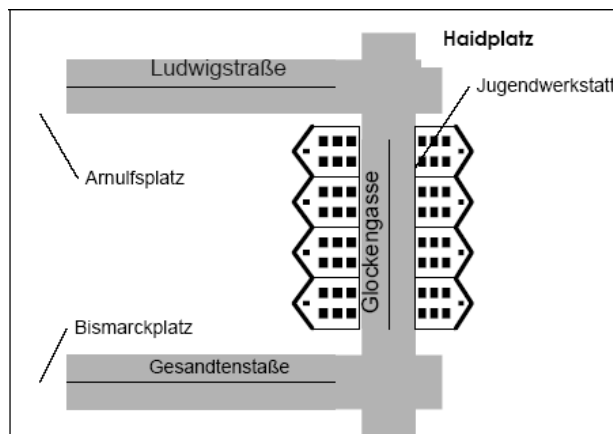 Haidplatz
Ludwigstraße
Jugendwerkstatt
Arnulfsplatz
Glockengasse
Bismarckplatz
Gesandtenstaße